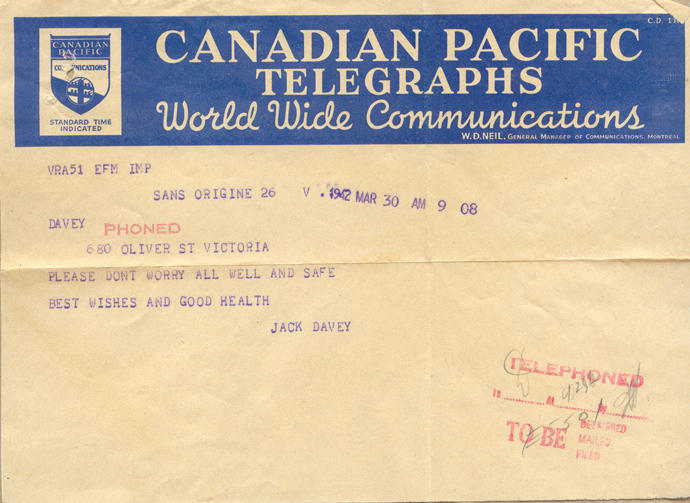 C.D.
CANADIAN PACIFIC
COMMUNICATIONS
STANDARD TIME
INDICATED
CANADIAN PACIFIC
TELEGRAPHS
World Wide Communications
W.D. NEIL, GENERAL MANAGER OF COMMUNICATIONS, MONTREAL
VRA51 EFM IMP
SANS ORIGINE 26 V 1942 MAR 30 AM 9 08
DAVEY PHONED
680 OLIVER ST VICTORIA
PLEASE DONT WORRY ALL WELL AND SAFE
BEST WISHES AND GOOD HEALTH
JACK DAVEY
TELEPHONED
TO BE
DELIVERED
MAILED
FILED